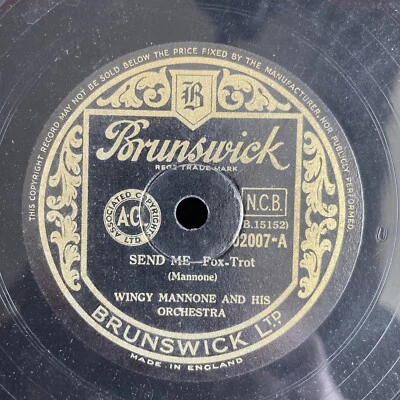 THIS COPYRIGHT RECORD MAY NOT BE SOLD BELOW THE PRICE FIXED BY THE MANUFACTURER, NOR PUBLICLY PERFORMED.
B
Brunswick
REGD TRADE MARK
ASSOCIATED COPYRIGHTS LTD
AC
N.C.B.
(B.15152)
02007-A
SEND ME—Fox-Trot
(Mannone)
WINGY MANNONE AND HIS
ORCHESTRA
BRUNSWICK LTD
MADE IN ENGLAND